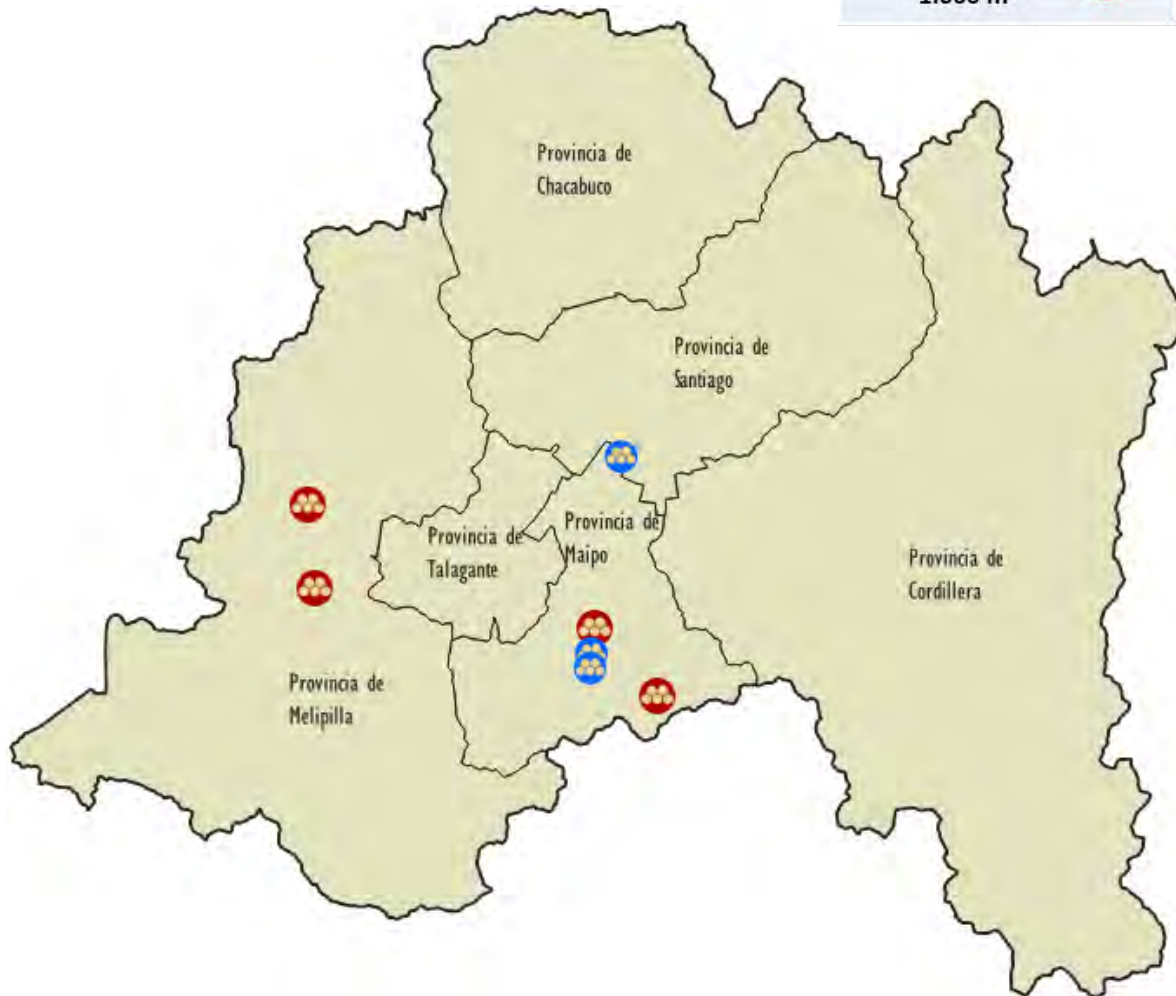 Provincia de
Chacabuco
Provincia de
Santiago
Provincia de
Talagante
Provincia de
Maipo
Provincia de
Cordillera
Provincia de
Melipilla